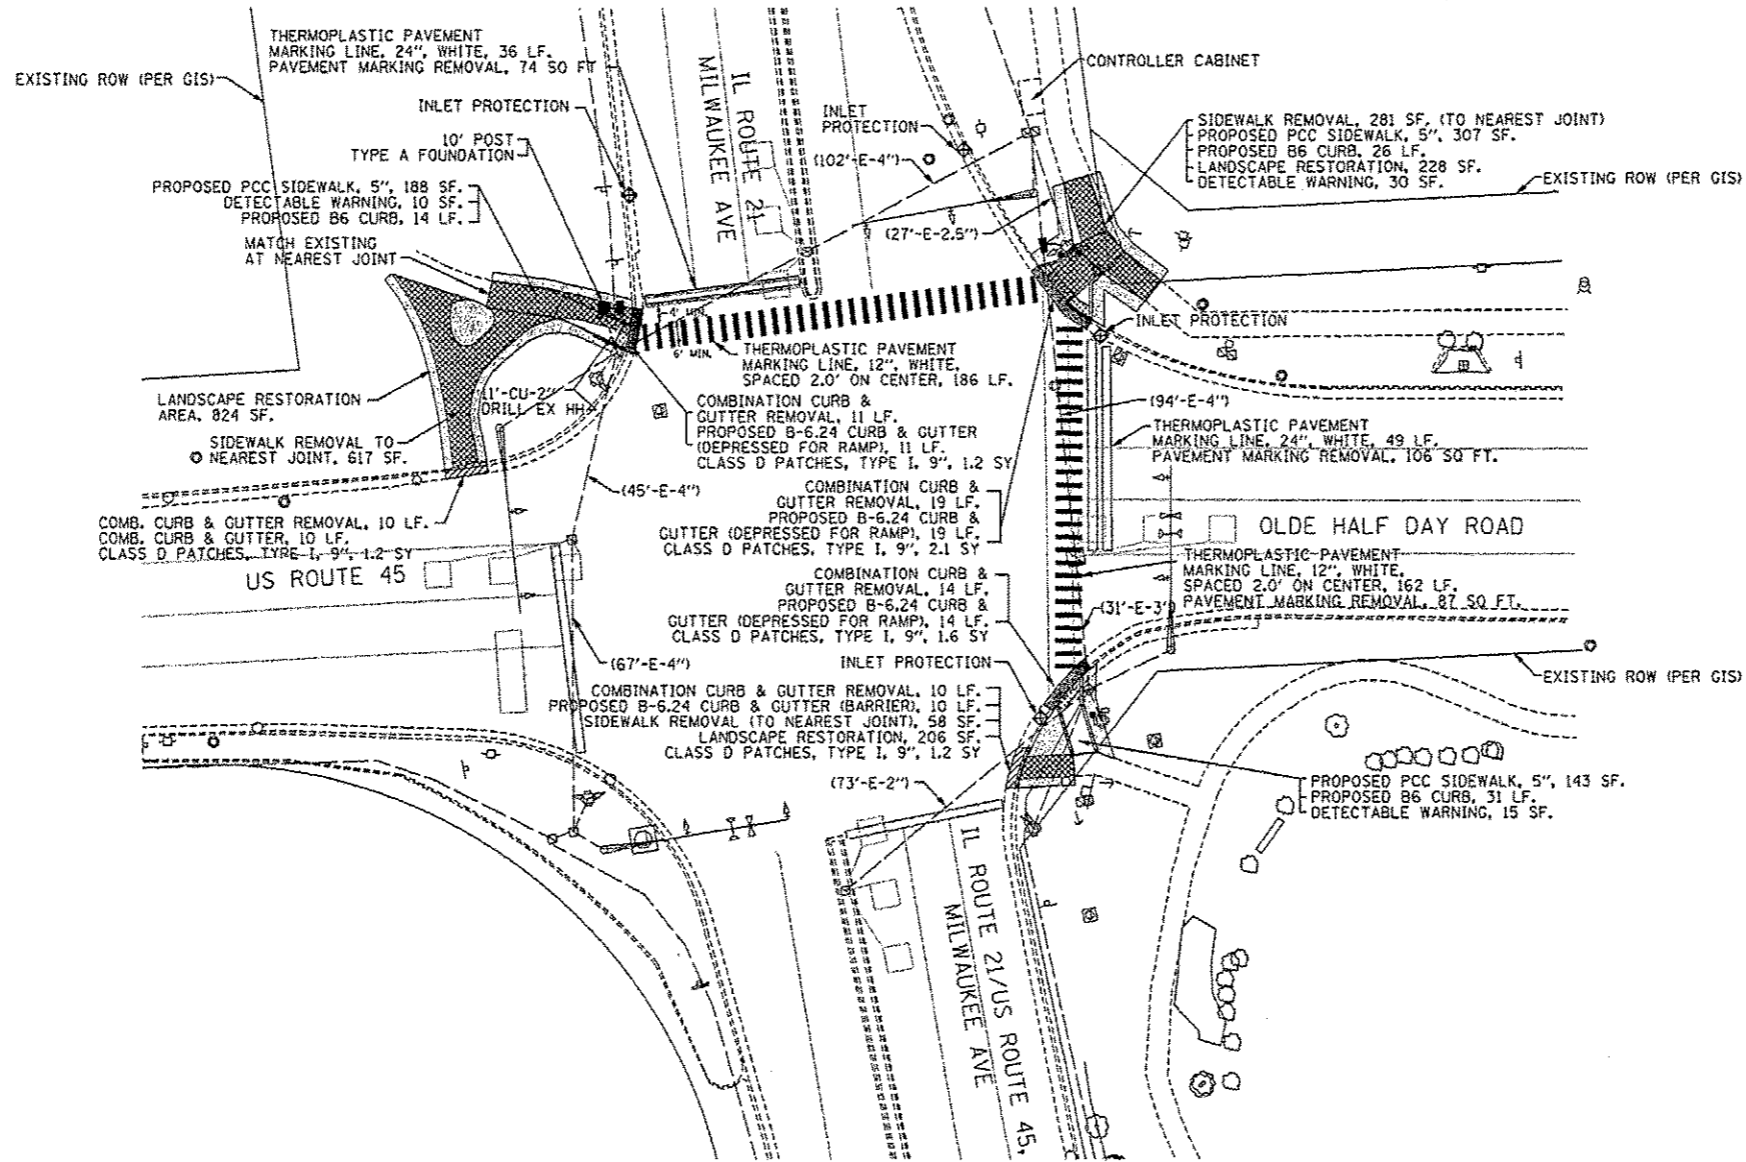 THERMOPLASTIC PAVEMENT
MARKING LINE, 24", WHITE, 36 LF.
PAVEMENT MARKING REMOVAL, 74 SQ FT
EXISTING ROW (PER GIS)
INLET PROTECTION
10' POST
TYPE A FOUNDATION
PROPOSED PCC SIDEWALK, 5", 188 SF.
DETECTABLE WARNING, 10 SF.
PROPOSED B6 CURB, 14 LF.
MATCH EXISTING
AT NEAREST JOINT
IL ROUTE 21
MILWAUKEE AVE
INLET
PROTECTION
(102'-E-4")
(27'-E-2.5")
CONTROLLER CABINET
SIDEWALK REMOVAL, 281 SF. (TO NEAREST JOINT)
PROPOSED PCC SIDEWALK, 5", 307 SF.
PROPOSED B6 CURB, 26 LF.
LANDSCAPE RESTORATION, 228 SF.
DETECTABLE WARNING, 30 SF.
EXISTING ROW (PER GIS)
4' MIN.
6' MIN.
INLET PROTECTION
THERMOPLASTIC PAVEMENT
MARKING LINE, 12", WHITE,
SPACED 2.0' ON CENTER, 186 LF.
LANDSCAPE RESTORATION
AREA, 824 SF.
1'-CU-2"
DRILL EX HH
SIDEWALK REMOVAL TO
NEAREST JOINT, 617 SF.
COMBINATION CURB &
GUTTER REMOVAL, 11 LF.
PROPOSED B-6.24 CURB & GUTTER
(DEPRESSED FOR RAMP), 11 LF.
CLASS D PATCHES, TYPE I, 9", 1.2 SY
(94'-E-4")
THERMOPLASTIC PAVEMENT
MARKING LINE, 24", WHITE, 49 LF.
PAVEMENT MARKING REMOVAL, 106 SQ FT.
(45'-E-4")
COMBINATION CURB &
GUTTER REMOVAL, 19 LF.
PROPOSED B-6.24 CURB &
GUTTER (DEPRESSED FOR RAMP), 19 LF.
CLASS D PATCHES, TYPE I, 9", 2.1 SY
COMB. CURB & GUTTER REMOVAL, 10 LF.
COMB. CURB & GUTTER, 10 LF.
CLASS D PATCHES, TYPE I, 9", 1.2 SY
US ROUTE 45
OLDE HALF DAY ROAD
THERMOPLASTIC PAVEMENT
MARKING LINE, 12", WHITE,
SPACED 2.0' ON CENTER, 162 LF.
PAVEMENT MARKING REMOVAL, 87 SQ FT.
COMBINATION CURB &
GUTTER REMOVAL, 14 LF.
PROPOSED B-6.24 CURB &
GUTTER (DEPRESSED FOR RAMP), 14 LF.
CLASS D PATCHES, TYPE I, 9", 1.6 SY
(31'-E-3")
(67'-E-4")
INLET PROTECTION
EXISTING ROW (PER GIS)
COMBINATION CURB & GUTTER REMOVAL, 10 LF.
PROPOSED B-6.24 CURB & GUTTER (BARRIER), 10 LF.
SIDEWALK REMOVAL (TO NEAREST JOINT), 58 SF.
LANDSCAPE RESTORATION, 206 SF.
CLASS D PATCHES, TYPE I, 9", 1.2 SY
(73'-E-2")
PROPOSED PCC SIDEWALK, 5", 143 SF.
PROPOSED B6 CURB, 31 LF.
DETECTABLE WARNING, 15 SF.
IL ROUTE 21/US ROUTE 45,
MILWAUKEE AVE